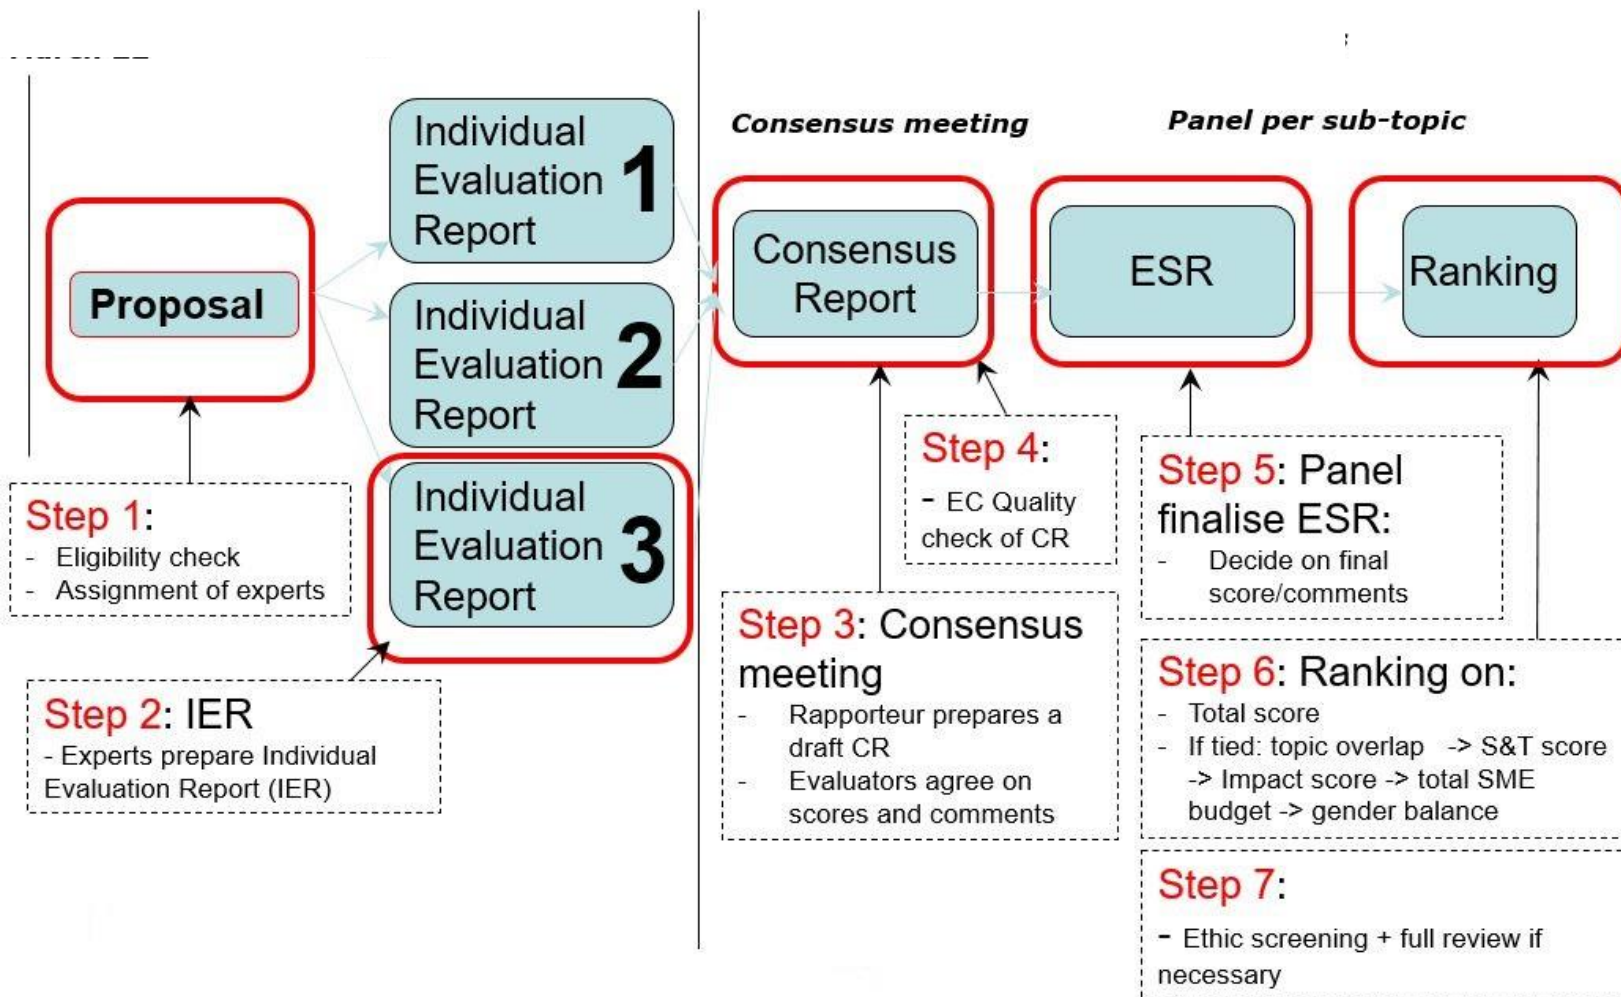 Consensus meeting
Panel per sub-topic
Proposal
Individual
Evaluation
Report
1
Individual
Evaluation
Report
2
Individual
Evaluation
Report
3
Consensus
Report
ESR
Ranking
Step 1:
- Eligibility check
- Assignment of experts
Step 2: IER
- Experts prepare Individual
Evaluation Report (IER)
Step 3: Consensus
meeting
- Rapporteur prepares a
draft CR
- Evaluators agree on
scores and comments
Step 4:
- EC Quality
check of CR
Step 5: Panel
finalise ESR:
- Decide on final
score/comments
Step 6: Ranking on:
- Total score
- If tied: topic overlap -> S&T score
-> Impact score -> total SME
budget -> gender balance
Step 7:
- Ethic screening + full review if
necessary